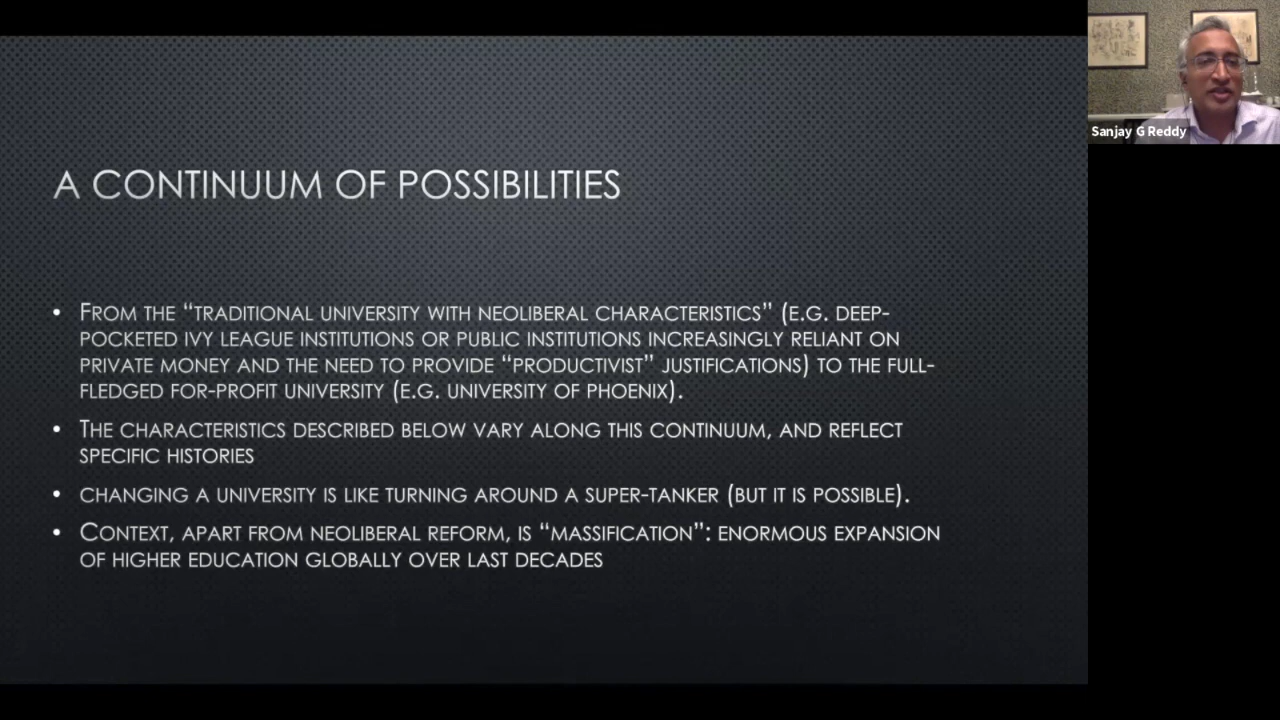 A CONTINUUM OF POSSIBILITIES
• FROM THE “TRADITIONAL UNIVERSITY WITH NEOLIBERAL CHARACTERISTICS” (E.G. DEEP-
POCKETED IVY LEAGUE INSTITUTIONS OR PUBLIC INSTITUTIONS INCREASINGLY RELIANT ON
PRIVATE MONEY AND THE NEED TO PROVIDE “PRODUCTIVIST” JUSTIFICATIONS) TO THE FULL-
FLEDGED FOR-PROFIT UNIVERSITY (E.G. UNIVERSITY OF PHOENIX).
• THE CHARACTERISTICS DESCRIBED BELOW VARY ALONG THIS CONTINUUM, AND REFLECT
SPECIFIC HISTORIES
• CHANGING A UNIVERSITY IS LIKE TURNING AROUND A SUPER-TANKER (BUT IT IS POSSIBLE).
• CONTEXT, APART FROM NEOLIBERAL REFORM, IS “MASSIFICATION”: ENORMOUS EXPANSION
OF HIGHER EDUCATION GLOBALLY OVER LAST DECADES
Sanjay G Reddy